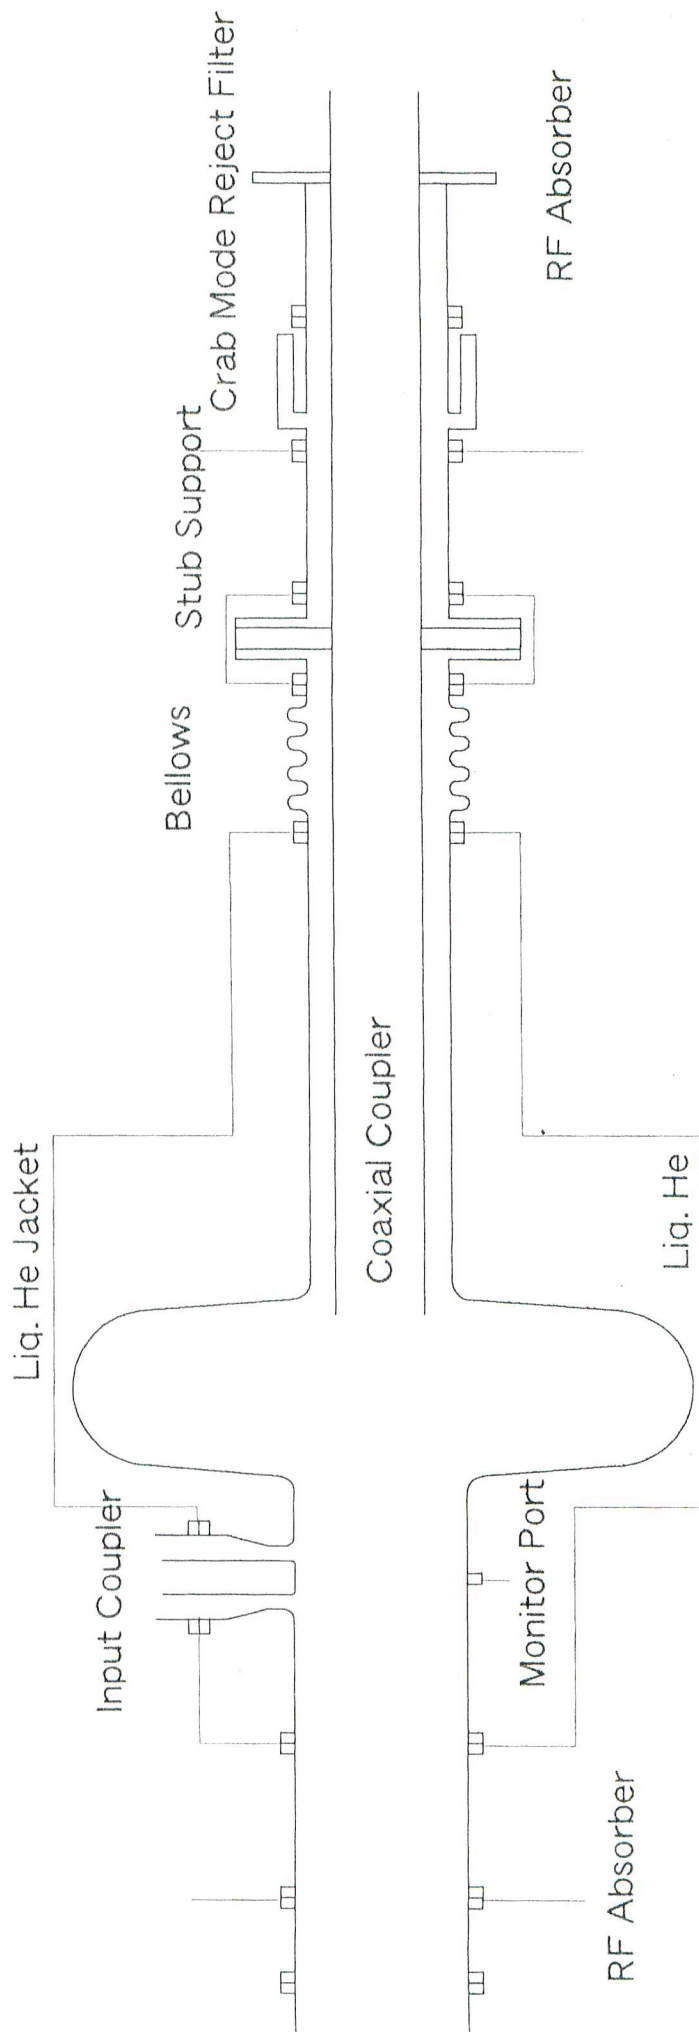 Liq. He Jacket
Input Coupler
Bellows
Stub Support
Crab Mode Reject Filter
Coaxial Coupler
Monitor Port
RF Absorber
Liq. He
RF Absorber